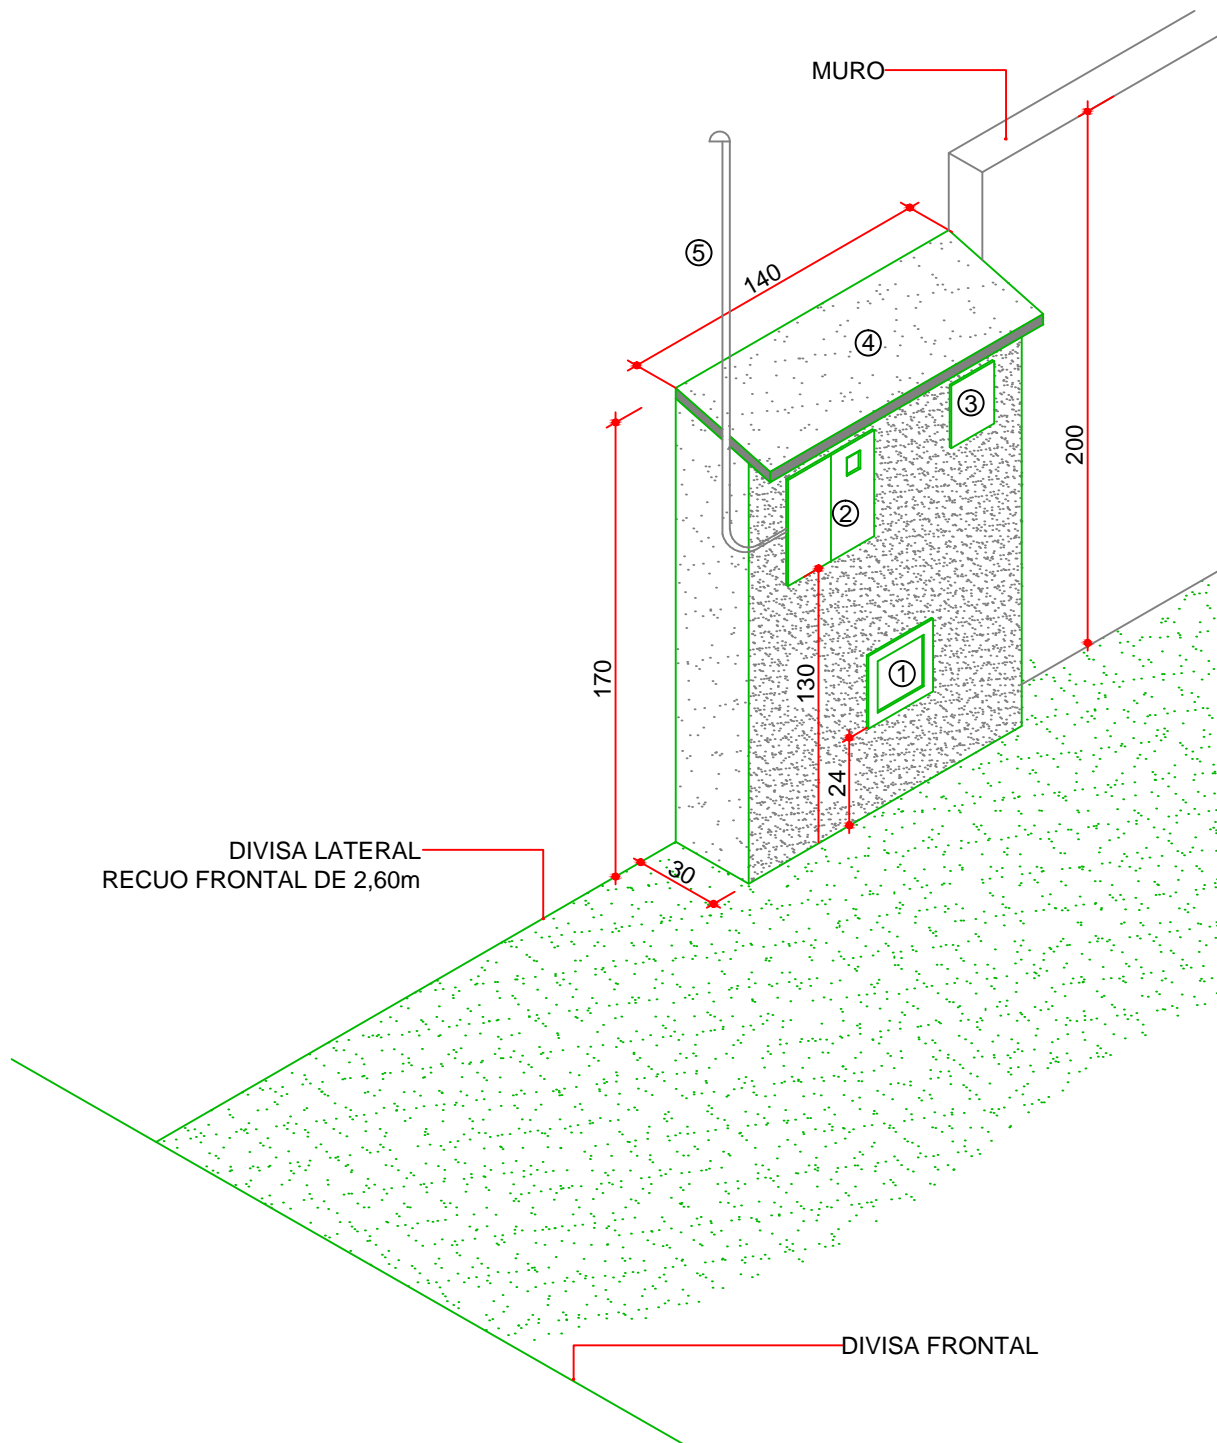 MURO
⑤
140
④
③
200
②
170
130
①
24
DIVISA LATERAL
RECUO FRONTAL DE 2,60m
30
DIVISA FRONTAL